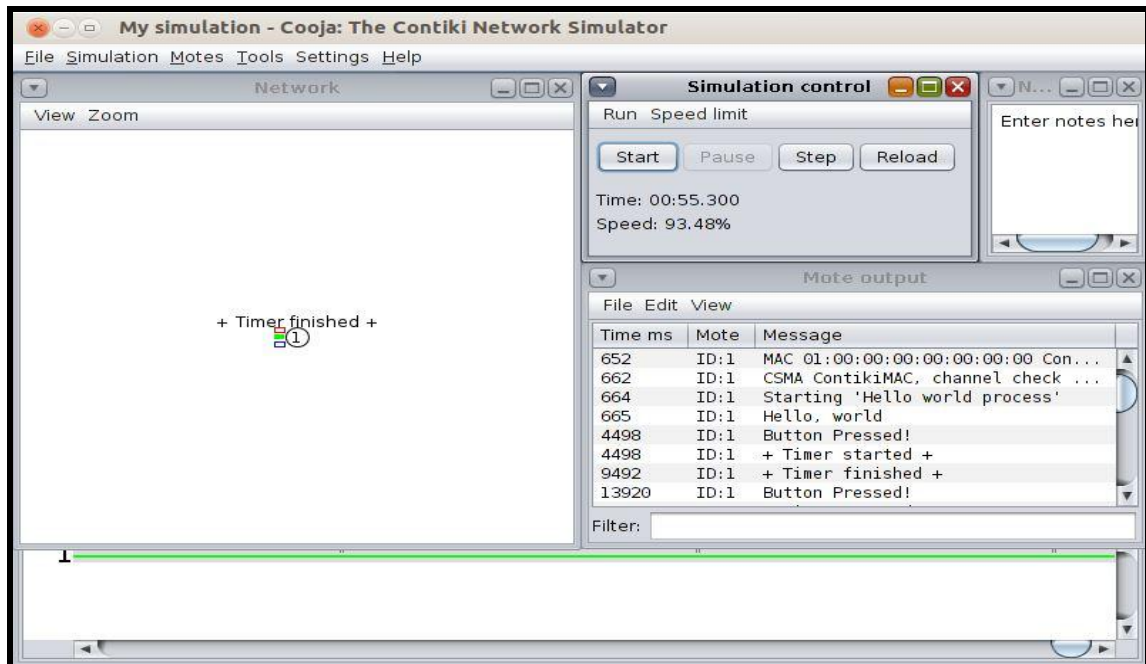 My simulation - Cooja: The Contiki Network Simulator
File Simulation Motes Tools Settings Help
Network
View Zoom
+ Timer finished +
1
Simulation control
Run Speed limit
Start Pause Step Reload
Time: 00:55.300
Speed: 93.48%
N...
Enter notes her
Mote output
File Edit View
Time ms Mote Message
652 ID:1 MAC 01:00:00:00:00:00:00:00 Con...
662 ID:1 CSMA ContikiMAC, channel check ...
664 ID:1 Starting 'Hello world process'
665 ID:1 Hello, world
4498 ID:1 Button Pressed!
4498 ID:1 + Timer started +
9492 ID:1 + Timer finished +
13920 ID:1 Button Pressed!
Filter:
1